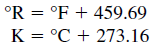 °R = °F + 459.69
K = °C + 273.16